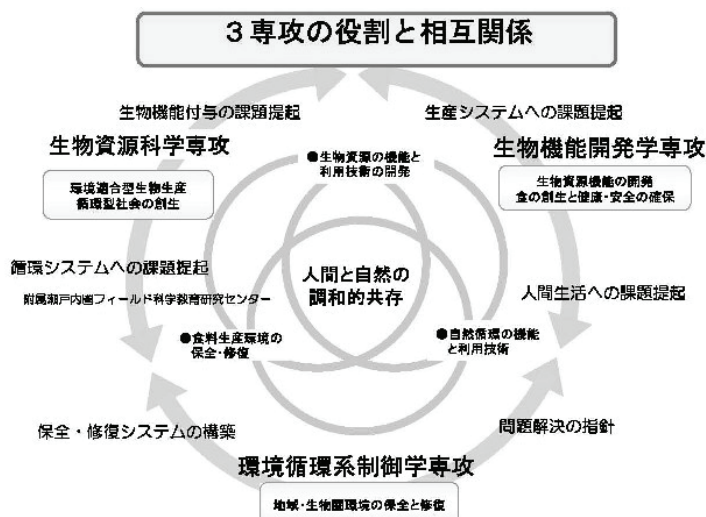 3専攻の役割と相互関係
生物機能付与の課題提起
生産システムへの課題提起
生物資源科学専攻
生物機能開発学専攻
●生物資源の機能と
利用技術の開発
環境適合型生物生産
循環型社会の創生
生物資源機能の開発
食の創生と健康・安全の確保
循環システムへの課題提起
附属瀬戸内圏フィールド科学教育研究センター
人間と自然の
調和的共存
人間生活への課題提起
●食料生産環境の
保全・修復
●自然循環の機能
と利用技術
保全・修復システムの構築
問題解決の指針
環境循環系制御学専攻
地域・生物圏環境の保全と修復